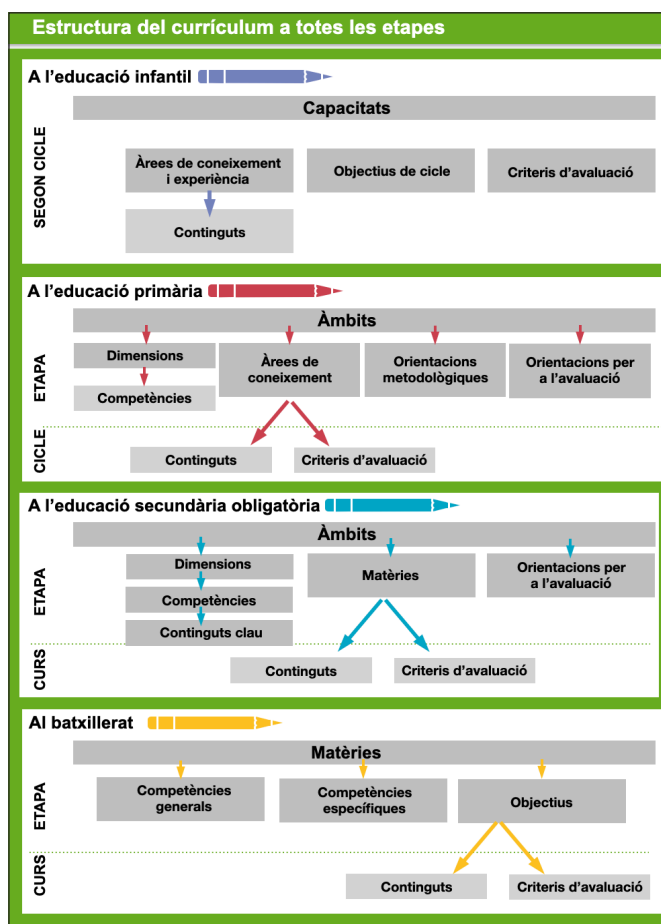 Estructura del currículum a totes les etapes
A l'educació infantil
SEGON CICLE
Capacitats
Àrees de coneixement
i experiència
Objectius de cicle
Criteris d'avaluació
Continguts
A l'educació primària
ETAPA
Àmbits
Dimensions
Competències
Àrees de
coneixement
Orientacions
metodològiques
Orientacions per
a l'avaluació
CICLE
Continguts
Criteris d'avaluació
A l'educació secundària obligatòria
ETAPA
Àmbits
Dimensions
Competències
Continguts clau
Matèries
Orientacions per
a l'avaluació
CURS
Continguts
Criteris d'avaluació
Al batxillerat
ETAPA
Matèries
Competències
generals
Competències
específiques
Objectius
CURS
Continguts
Criteris d'avaluació